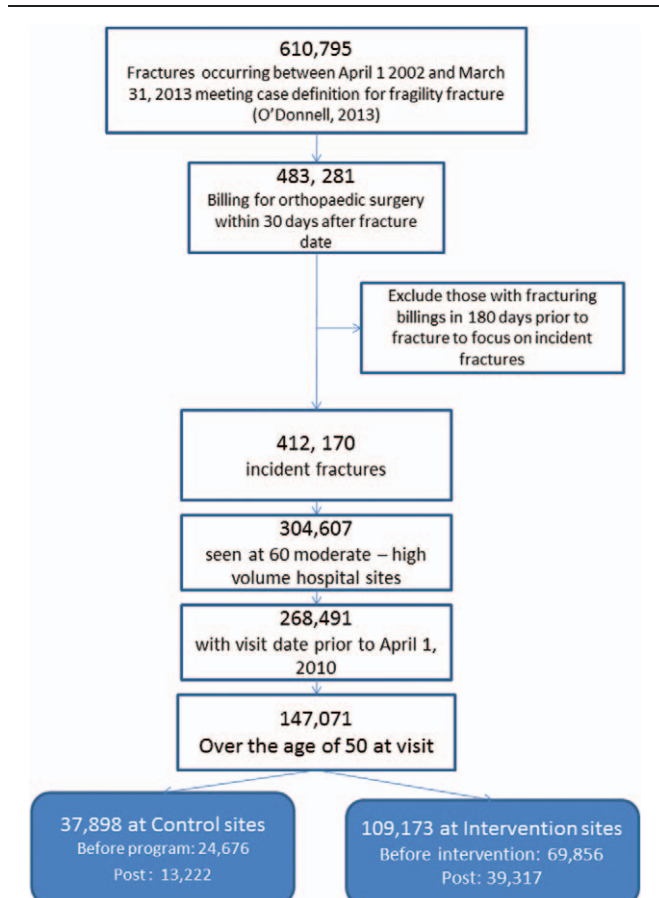 610,795
Fractures occurring between April 1 2002 and March
31, 2013 meeting case definition for fragility fracture
(O'Donnell, 2013)
483, 281
Billing for orthopaedic surgery
within 30 days after fracture
date
Exclude those with fracturing
billings in 180 days prior to
fracture to focus on incident
fractures
412, 170
incident fractures
304,607
seen at 60 moderate – high
volume hospital sites
268,491
with visit date prior to April 1,
2010
147,071
Over the age of 50 at visit
37,898 at Control sites
Before program: 24,676
Post : 13,222
109,173 at Intervention sites
Before intervention: 69,856
Post: 39,317